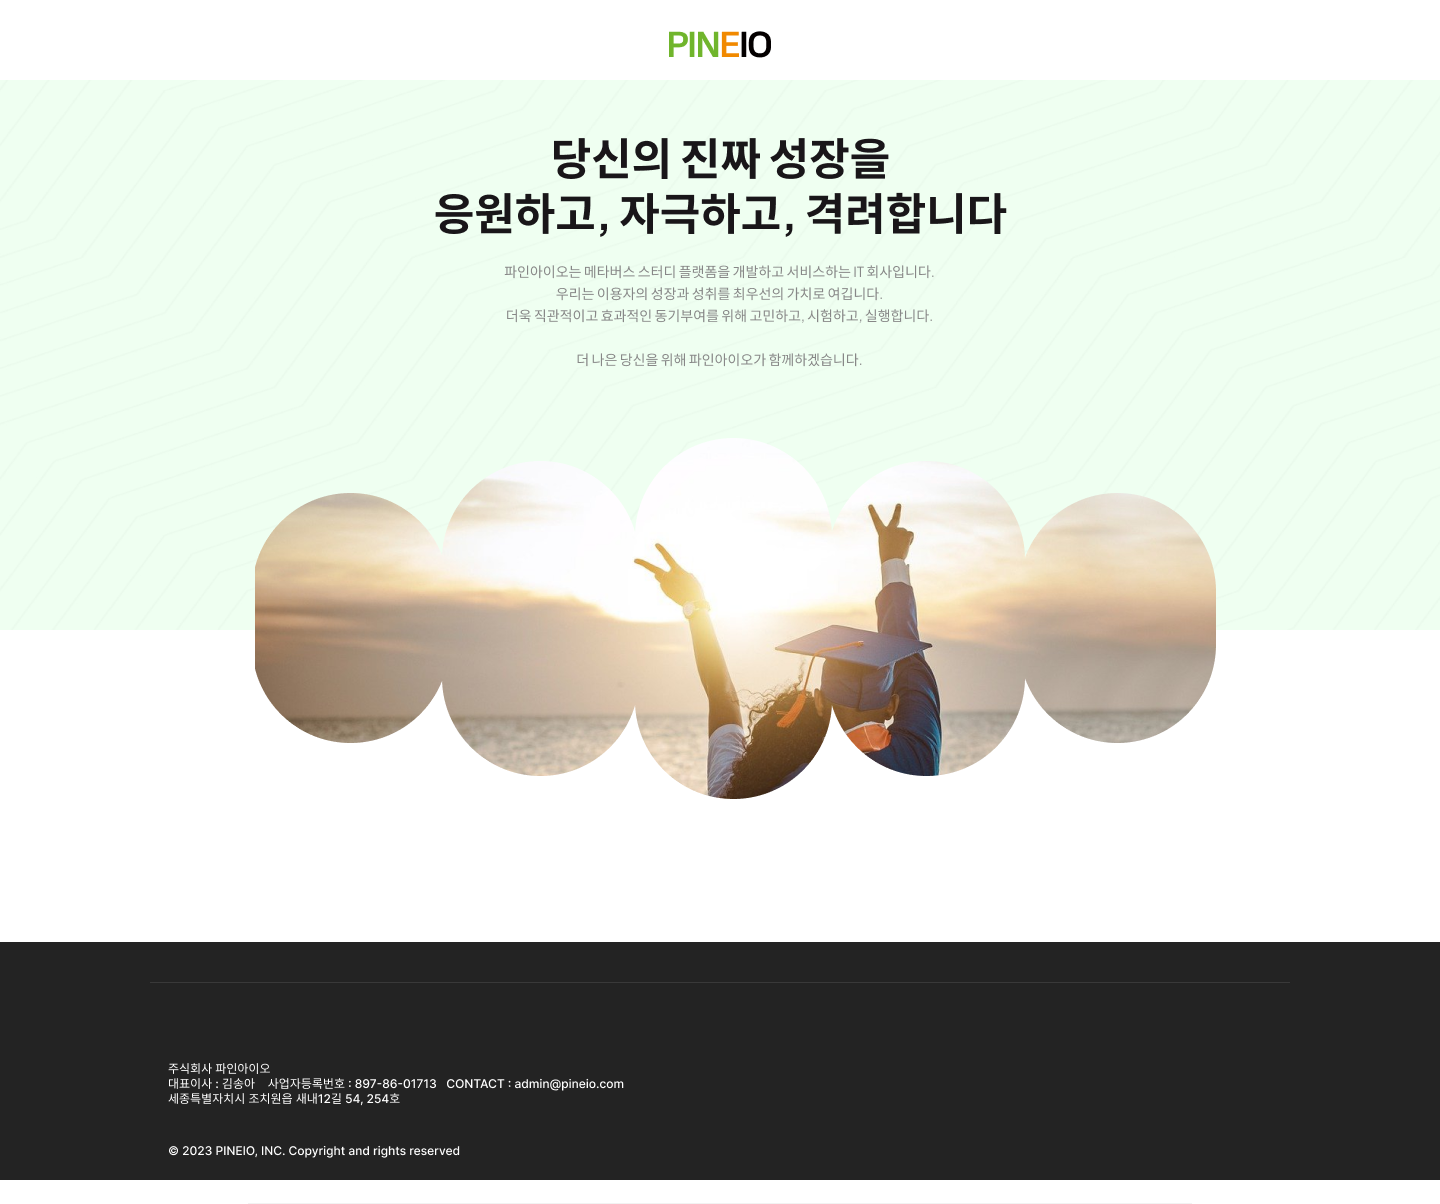 PINEIO
당신의 진짜 성장을
응원하고, 자극하고, 격려합니다
파인아이오는 메타버스 스터디 플랫폼을 개발하고 서비스하는 IT 회사입니다.
우리는 이용자의 성장과 성취를 최우선의 가치로 여깁니다.
더욱 직관적이고 효과적인 동기부여를 위해 고민하고, 시험하고, 실행합니다.
더 나은 당신을 위해 파인아이오가 함께하겠습니다.
주식회사 파인아이오
대표이사 : 김송아 사업자등록번호 : 897-86-01713 CONTACT : admin@pineio.com
세종특별자치시 조치원읍 새내12길 54, 254호
© 2023 PINEIO, INC. Copyright and rights reserved